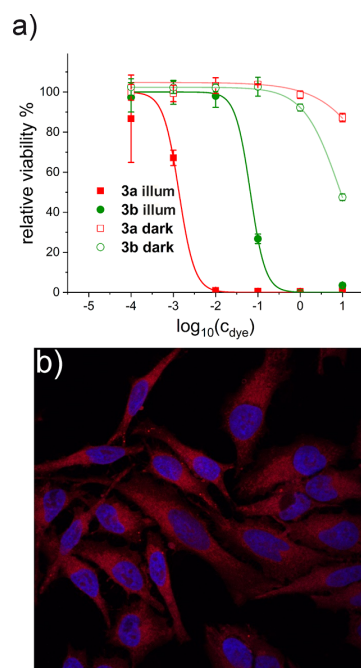 a)
relative viability %
120
100
80
60
40
20
0
3a illum
3b illum
3a dark
3b dark
-5 -4 -3 -2 -1 0 1
log10(cdye)
b)